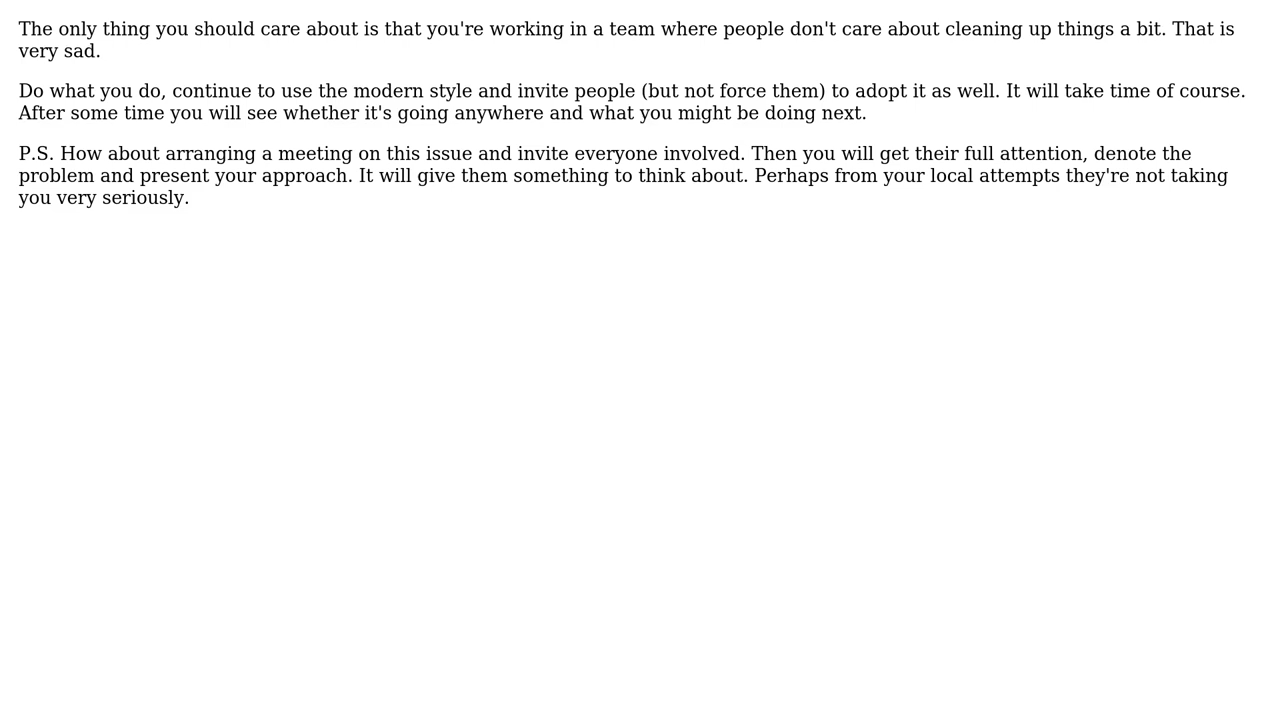 The only thing you should care about is that you're working in a team where people don't care about cleaning up things a bit. That is
very sad.
Do what you do, continue to use the modern style and invite people (but not force them) to adopt it as well. It will take time of course.
After some time you will see whether it's going anywhere and what you might be doing next.
P.S. How about arranging a meeting on this issue and invite everyone involved. Then you will get their full attention, denote the
problem and present your approach. It will give them something to think about. Perhaps from your local attempts they're not taking
you very seriously.